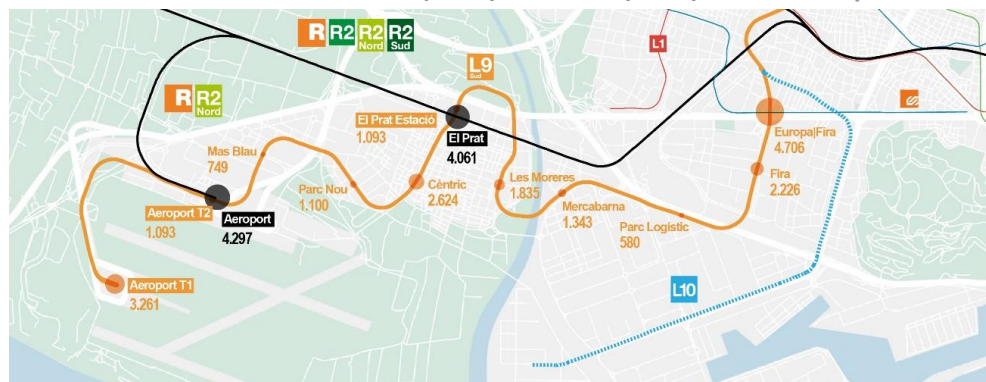 R R2 R2 Nord R2 Sud
L9 Sud
L1
R R2 Nord
El Prat Estació
1.093
El Prat
4.061
Europa|Fira
4.706
Mas Blau
749
Parc Nou
1.100
Cèntric
2.624
Les Moreres
1.835
Mercabarna
1.343
Fira
2.226
Parc Logístic
580
Aeroport T2
1.093
Aeroport
4.297
Aeroport T1
3.261
L10